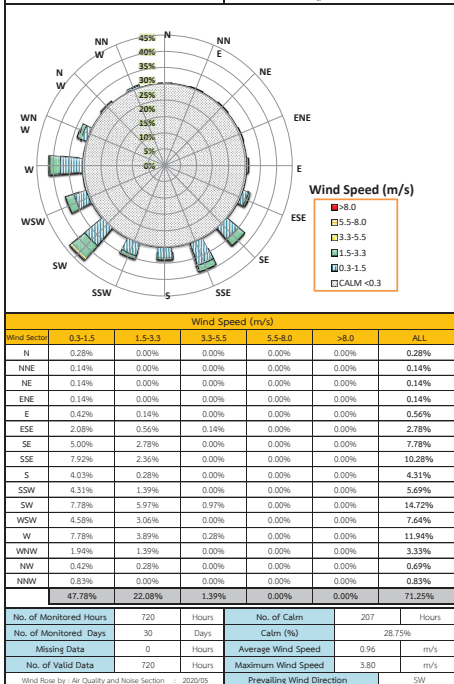 N
NN
E
NE
ENE
E
ESE
SE
SSE
S
SSW
SW
WSW
W
WN
W
N
W
NN
W
45%
40%
35%
30%
25%
20%
15%
10%
5%
0%
Wind Speed (m/s)
>8.0
5.5-8.0
3.3-5.5
1.5-3.3
0.3-1.5
CALM <0.3
Wind Speed (m/s)
Wind Sector 0.3-1.5 1.5-3.3 3.3-5.5 5.5-8.0 >8.0 ALL
N 0.28% 0.00% 0.00% 0.00% 0.00% 0.28%
NNE 0.14% 0.00% 0.00% 0.00% 0.00% 0.14%
NE 0.14% 0.00% 0.00% 0.00% 0.00% 0.14%
ENE 0.14% 0.00% 0.00% 0.00% 0.00% 0.14%
E 0.42% 0.14% 0.00% 0.00% 0.00% 0.56%
ESE 2.08% 0.56% 0.14% 0.00% 0.00% 2.78%
SE 5.00% 2.78% 0.00% 0.00% 0.00% 7.78%
SSE 7.92% 2.36% 0.00% 0.00% 0.00% 10.28%
S 4.03% 0.28% 0.00% 0.00% 0.00% 4.31%
SSW 4.31% 1.39% 0.00% 0.00% 0.00% 5.69%
SW 7.78% 5.97% 0.97% 0.00% 0.00% 14.72%
WSW 4.58% 3.06% 0.00% 0.00% 0.00% 7.64%
W 7.78% 3.89% 0.28% 0.00% 0.00% 11.94%
WNW 1.94% 1.39% 0.00% 0.00% 0.00% 3.33%
NW 0.42% 0.28% 0.00% 0.00% 0.00% 0.69%
NNW 0.83% 0.00% 0.00% 0.00% 0.00% 0.83%
47.78% 22.08% 1.39% 0.00% 0.00% 71.25%
No. of Monitored Hours 720 Hours No. of Calm 207 Hours
No. of Monitored Days 30 Days Calm (%) 28.75%
Missing Data 0 Hours Average Wind Speed 0.96 m/s
No. of Valid Data 720 Hours Maximum Wind Speed 3.80 m/s
Wind Rose by : Air Quality and Noise Section : 2020/05 Prevailing Wind Direction SW